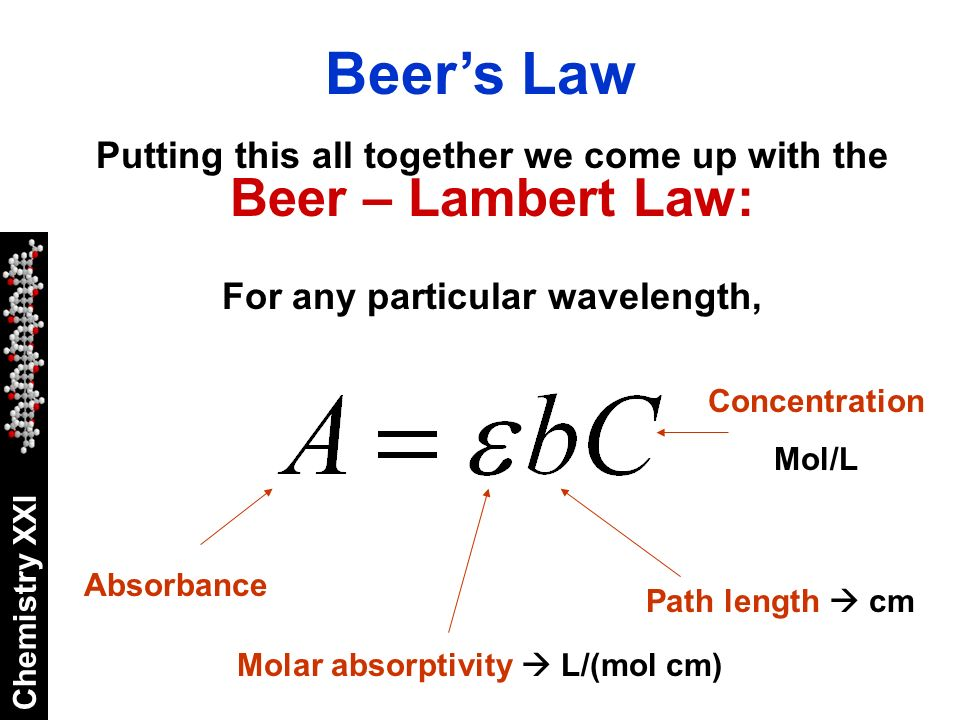 Beer’s Law
Putting this all together we come up with the
Beer – Lambert Law:
For any particular wavelength,
A = εbC
Concentration
Mol/L
Absorbance
Path length → cm
Molar absorptivity → L/(mol cm)
Chemistry XXI